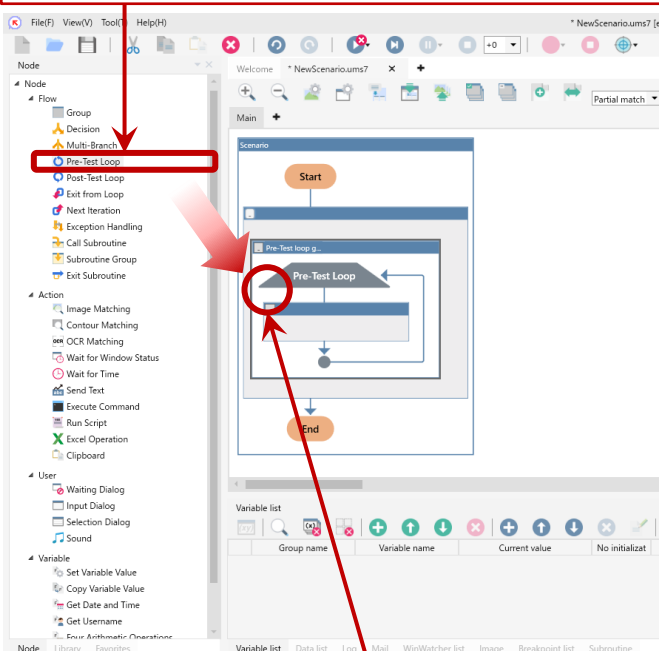 File(F) View(V) Tool(T) Help(H)
* NewScenario.ums7 [e
+0
Node
Welcome * NewScenario.ums7 X +
Node
Flow
Group
Decision
Multi-Branch
Pre-Test Loop
Post-Test Loop
Exit from Loop
Next Iteration
Exception Handling
Call Subroutine
Subroutine Group
Exit Subroutine
Action
Image Matching
Contour Matching
OCR OCR Matching
Wait for Window Status
Wait for Time
Send Text
Execute Command
Run Script
Excel Operation
Clipboard
User
Waiting Dialog
Input Dialog
Selection Dialog
Sound
Variable
Set Variable Value
Copy Variable Value
Get Date and Time
Get Username
Four Arithmetic Operations
Node Library Favorites
Partial match
Main +
Scenario
Start
Pre-Test loop g...
Pre-Test Loop
End
Variable list
Group name Variable name Current value No initializat
Variable list Data list Log Mail WinWatcher list Image Breakpoint list Subroutine